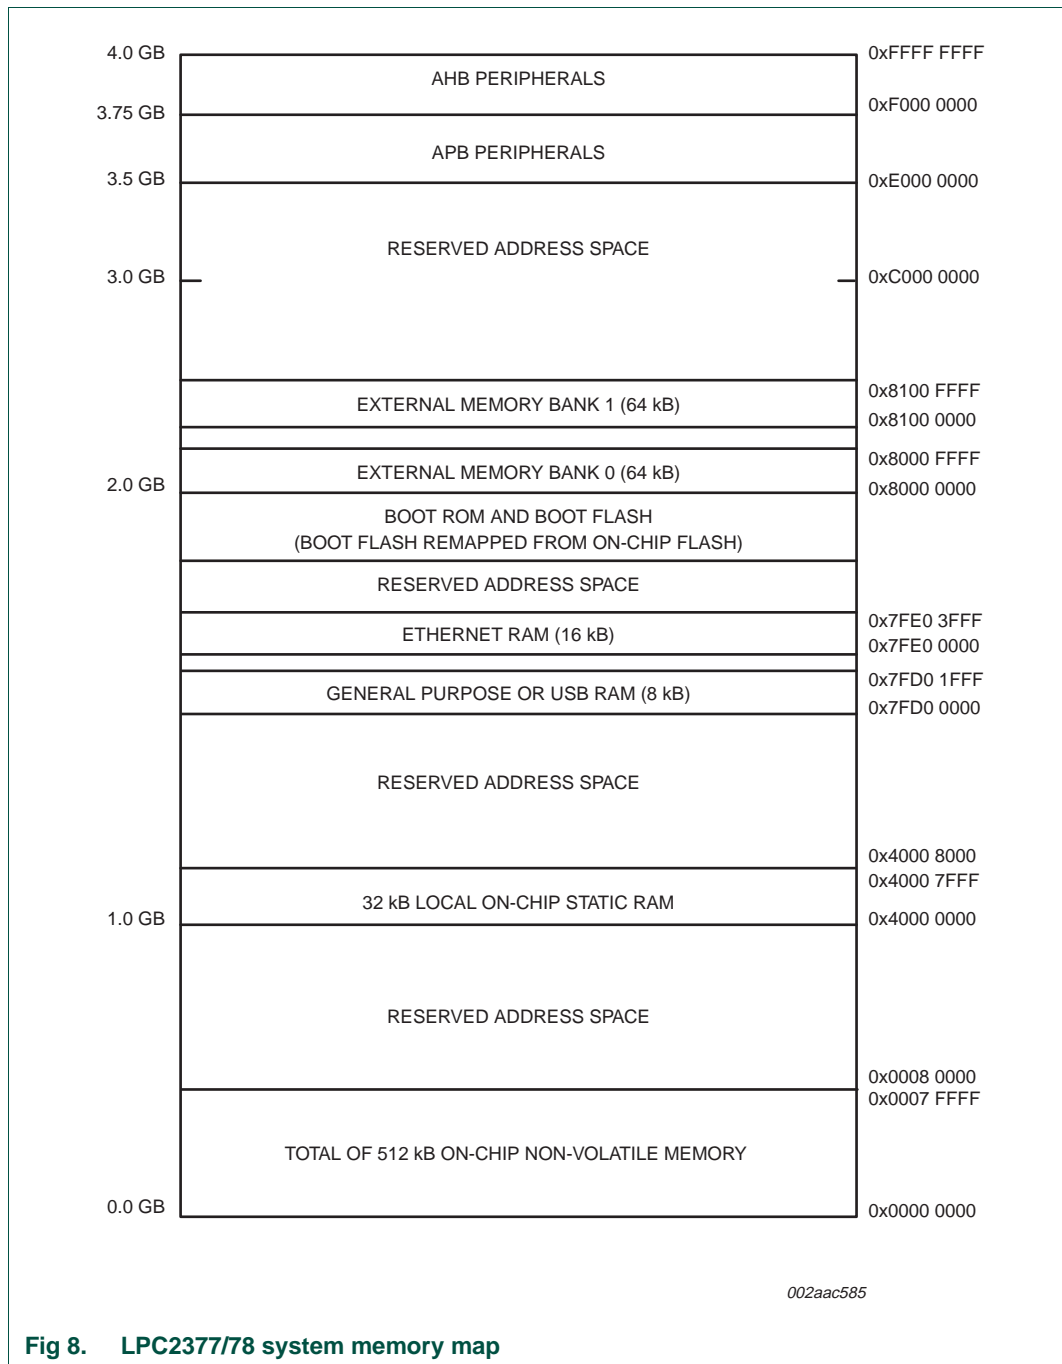 4.0 GB
0xFFFF FFFF
AHB PERIPHERALS
3.75 GB
0xF000 0000
APB PERIPHERALS
3.5 GB
0xE000 0000
RESERVED ADDRESS SPACE
3.0 GB
0xC000 0000
0x8100 FFFF
EXTERNAL MEMORY BANK 1 (64 kB)
0x8100 0000
0x8000 FFFF
EXTERNAL MEMORY BANK 0 (64 kB)
2.0 GB
0x8000 0000
BOOT ROM AND BOOT FLASH
(BOOT FLASH REMAPPED FROM ON-CHIP FLASH)
RESERVED ADDRESS SPACE
0x7FE0 3FFF
ETHERNET RAM (16 kB)
0x7FE0 0000
0x7FD0 1FFF
GENERAL PURPOSE OR USB RAM (8 kB)
0x7FD0 0000
RESERVED ADDRESS SPACE
0x4000 8000
0x4000 7FFF
32 kB LOCAL ON-CHIP STATIC RAM
1.0 GB
0x4000 0000
RESERVED ADDRESS SPACE
0x0008 0000
0x0007 FFFF
TOTAL OF 512 kB ON-CHIP NON-VOLATILE MEMORY
0.0 GB
0x0000 0000
002aac585
Fig 8. LPC2377/78 system memory map